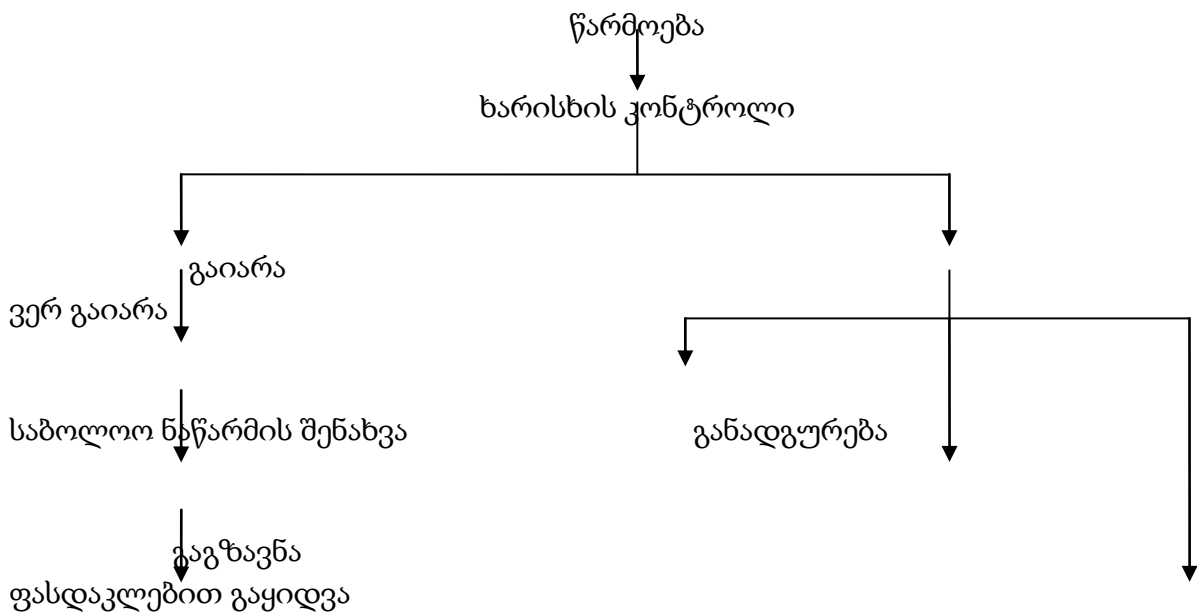 წარმოება
ხარისხის კონტროლი
გაიარა
ვერ გაიარა
საბოლოო ნაწარმის შენახვა
განადგურება
გაგზავნა
ფასდაკლებით გაყიდვა